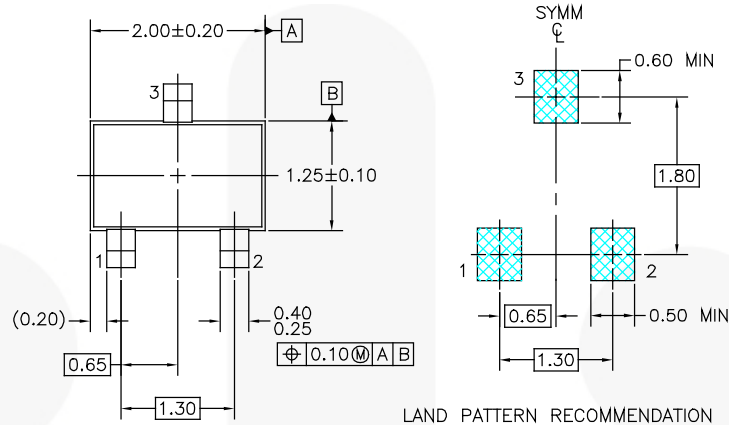 2.00±0.20
A
3
B
1.25±0.10
1
2
(0.20)
0.40
0.25
⌖ 0.10 Ⓜ A B
0.65
1.30
SYMM
℄
3
0.60 MIN
1.80
1
2
0.65
0.50 MIN
1.30
LAND PATTERN RECOMMENDATION